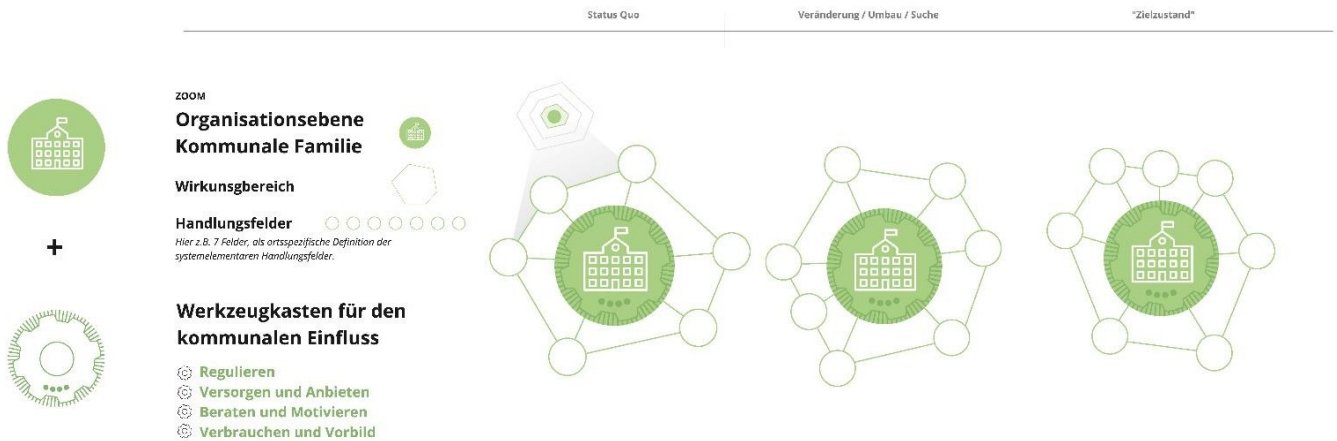 Status Quo
Veränderung / Umbau / Suche
"Zielzustand"
ZOOM
Organisationsebene
Kommunale Familie
Wirkunsgbereich
Handlungsfelder
Hier z.B. 7 Felder, als ortsspezifische Definition der
systemelementaren Handlungsfelder.
Werkzeugkasten für den
kommunalen Einfluss
Regulieren
Versorgen und Anbieten
Beraten und Motivieren
Verbrauchen und Vorbild